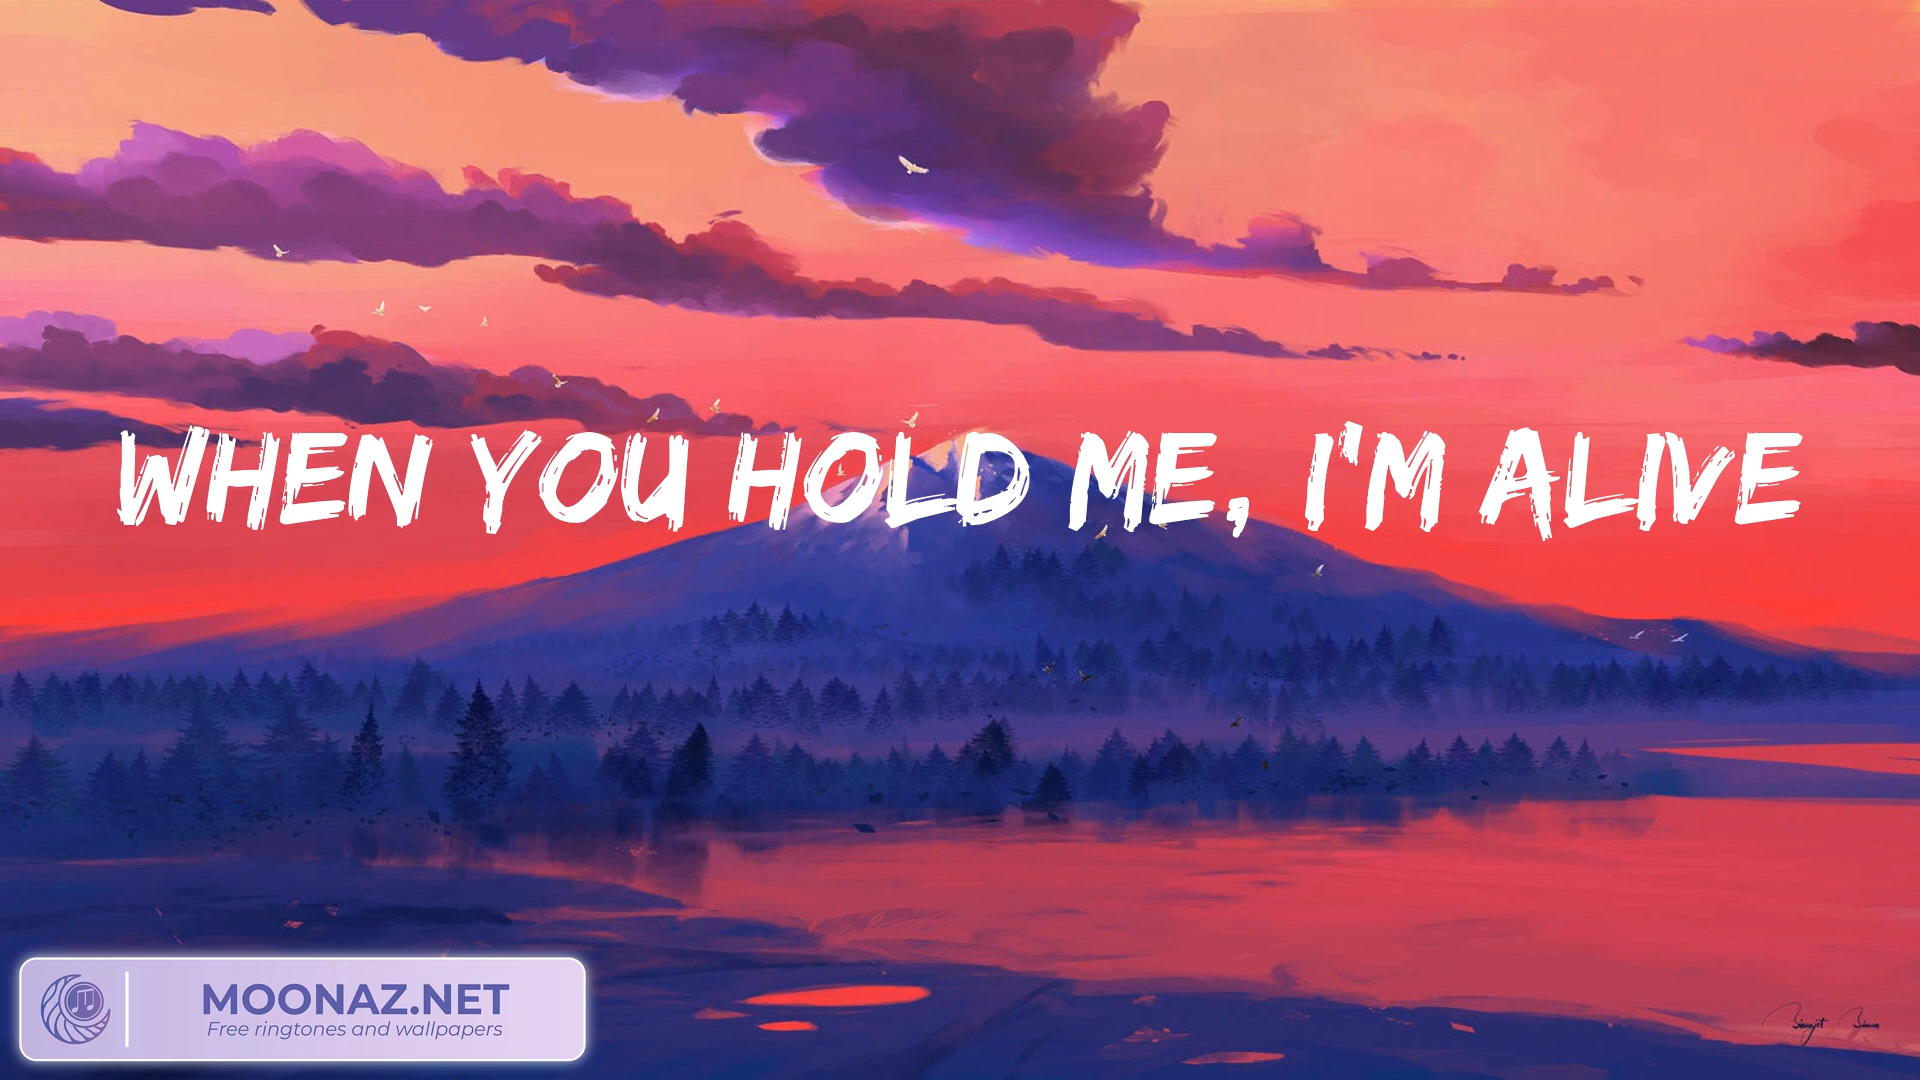 WHEN YOU HOLD ME, I'M ALIVE
MOONAZ.NET
Free ringtones and wallpapers